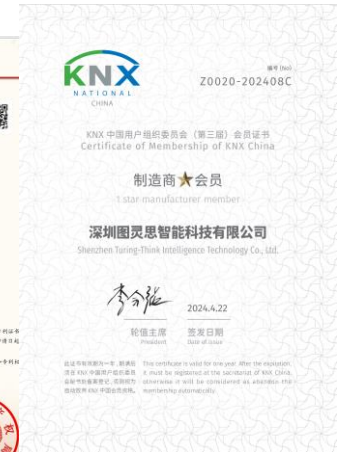 KNX
NATIONAL
CHINA
编号 (No)
Z0020-202408C
KNX 中国用户组织委员会（第三届）会员证书
Certificate of Membership of KNX China
制造商★会员
1 star manufacturer member
深圳图灵思智能科技有限公司
Shenzhen Turing-Think Intelligence Technology Co., Ltd.
2024.4.22
轮值主席
President
签发日期
Date of Issue
This certificate is valid for one year. After the expiration,
it must be registered at the secretariat of KNX China,
otherwise it will be considered as abandon the
membership automatically.